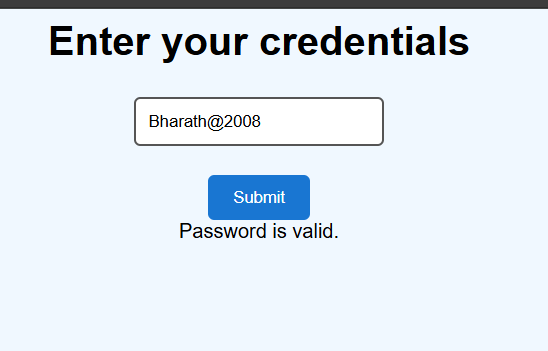 Enter your credentials
Bharath@2008
Submit
Password is valid.